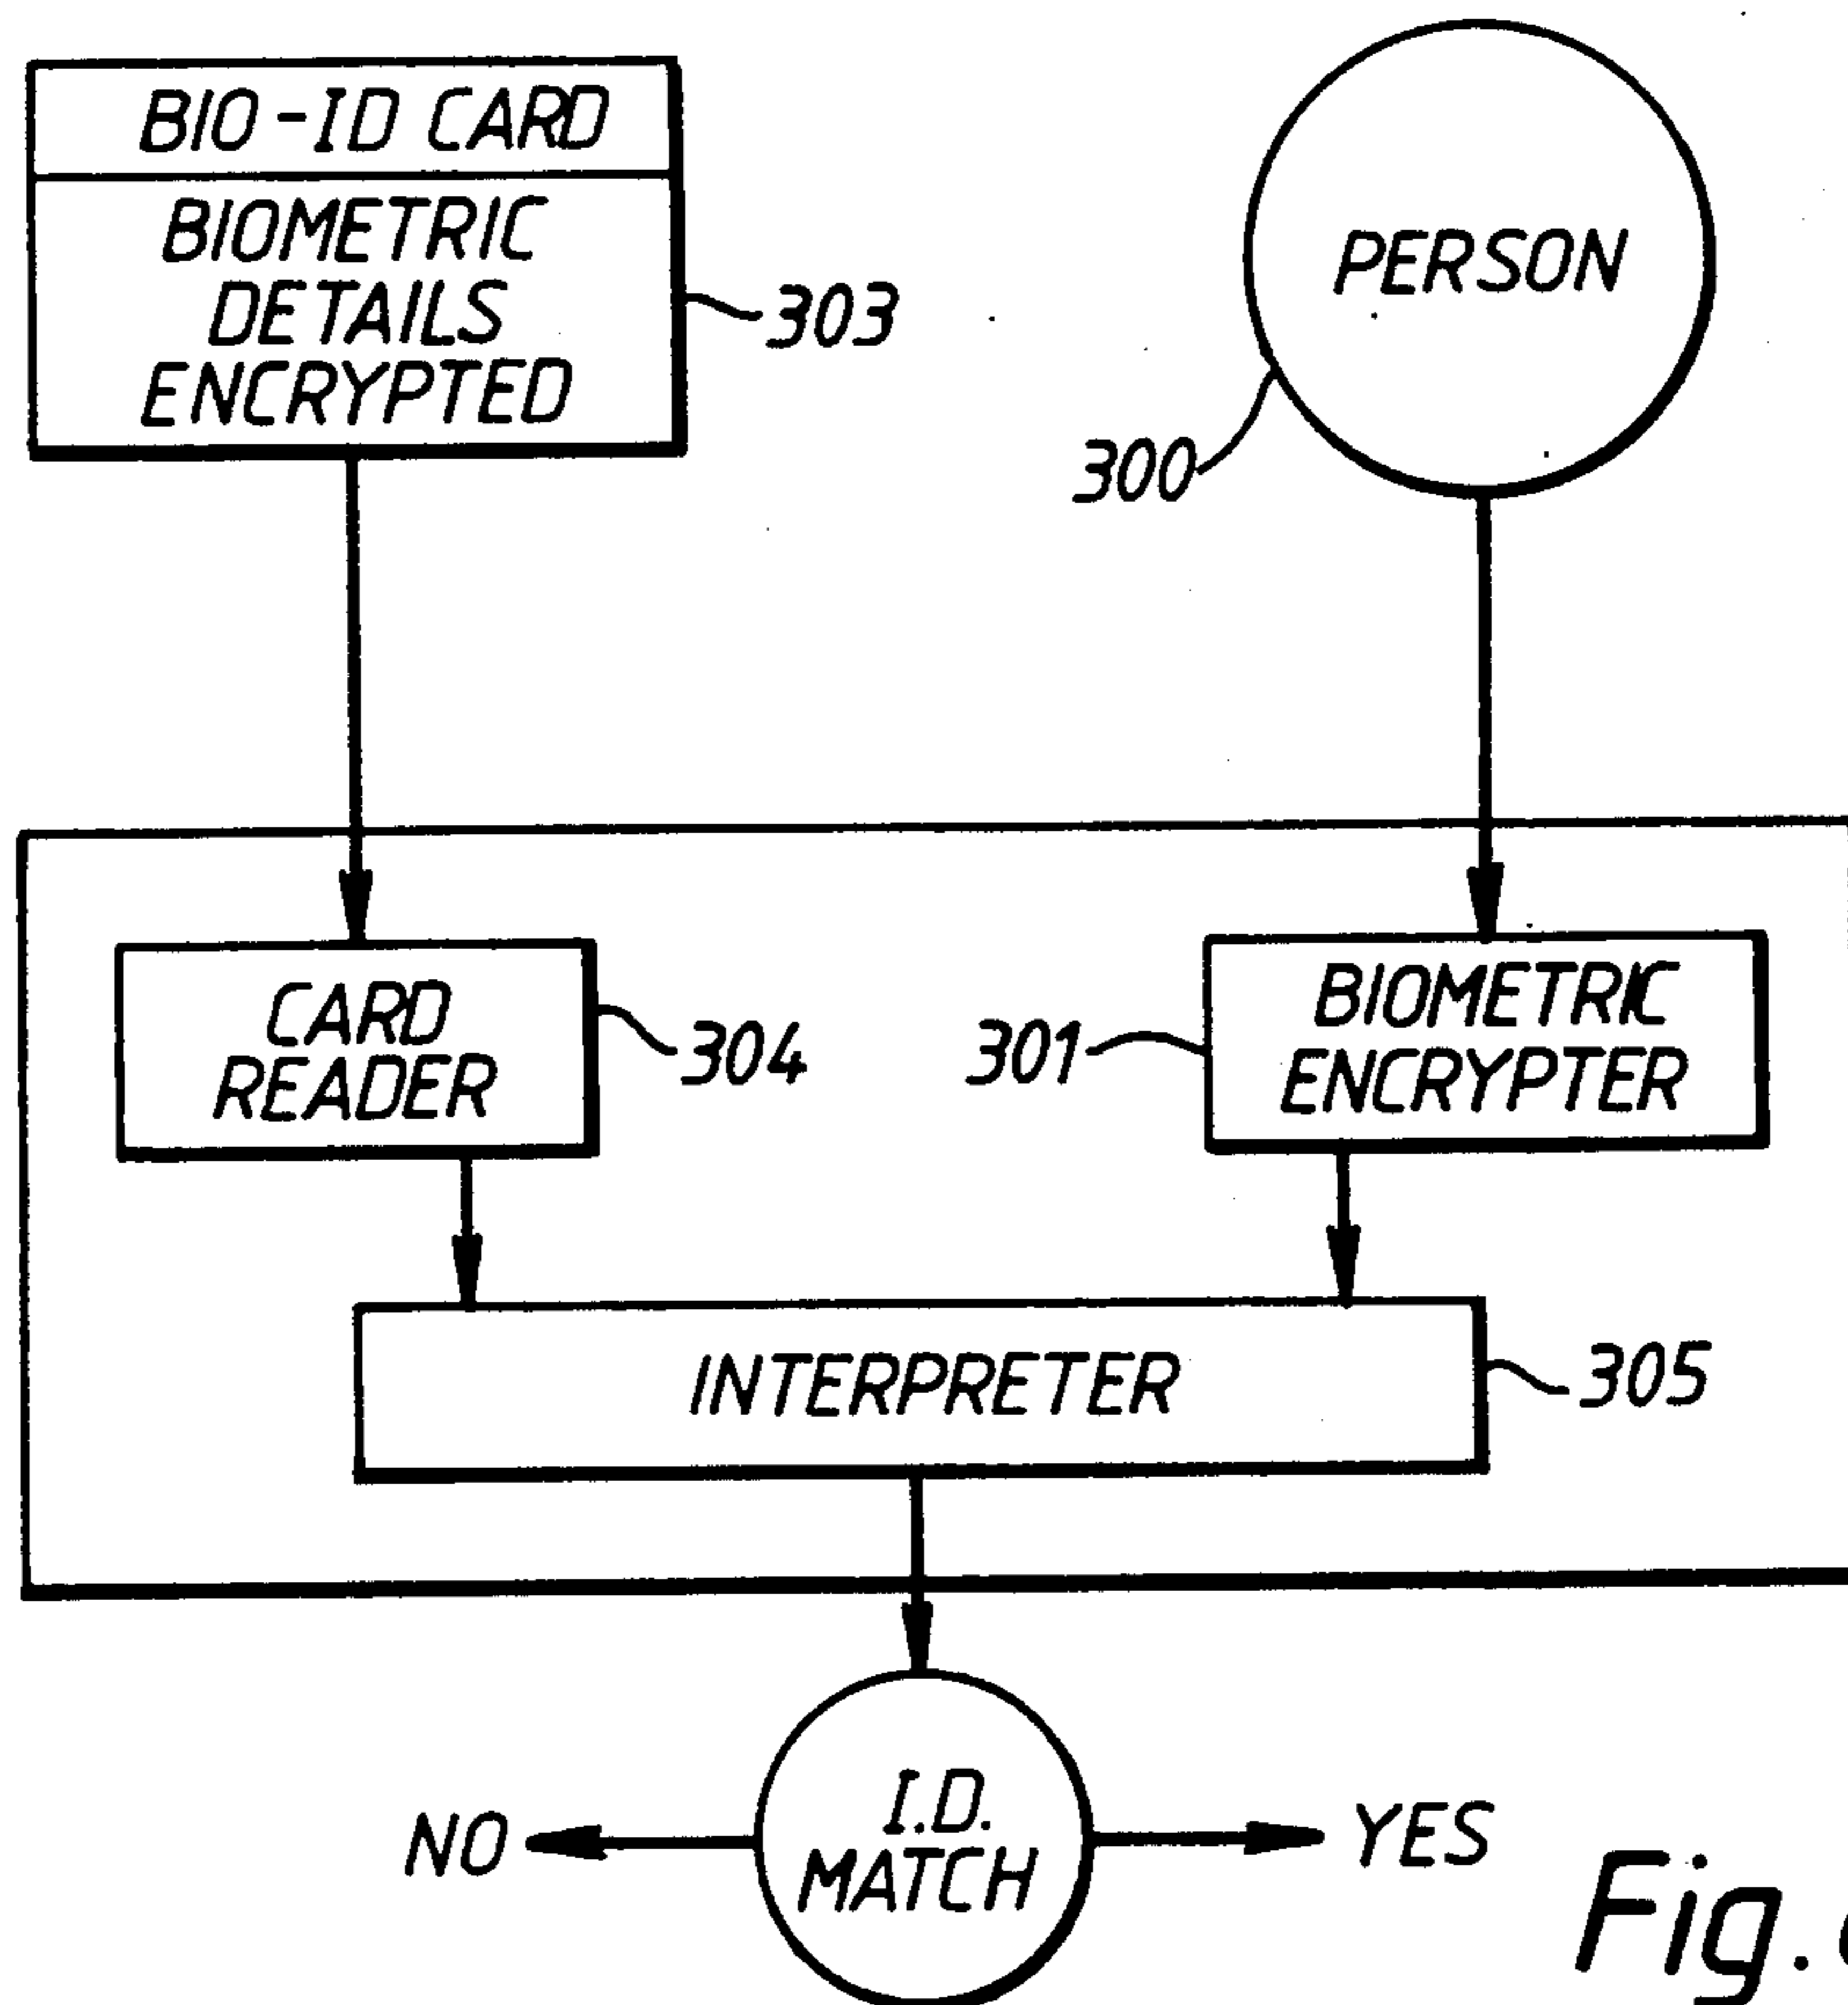 BIO-ID CARD
BIOMETRIC
DETAILS
ENCRYPTED
303
PERSON
300
CARD
READER
304
301
BIOMETRIC
ENCRYPTER
INTERPRETER
305
I.D.
MATCH
NO
YES
Fig.